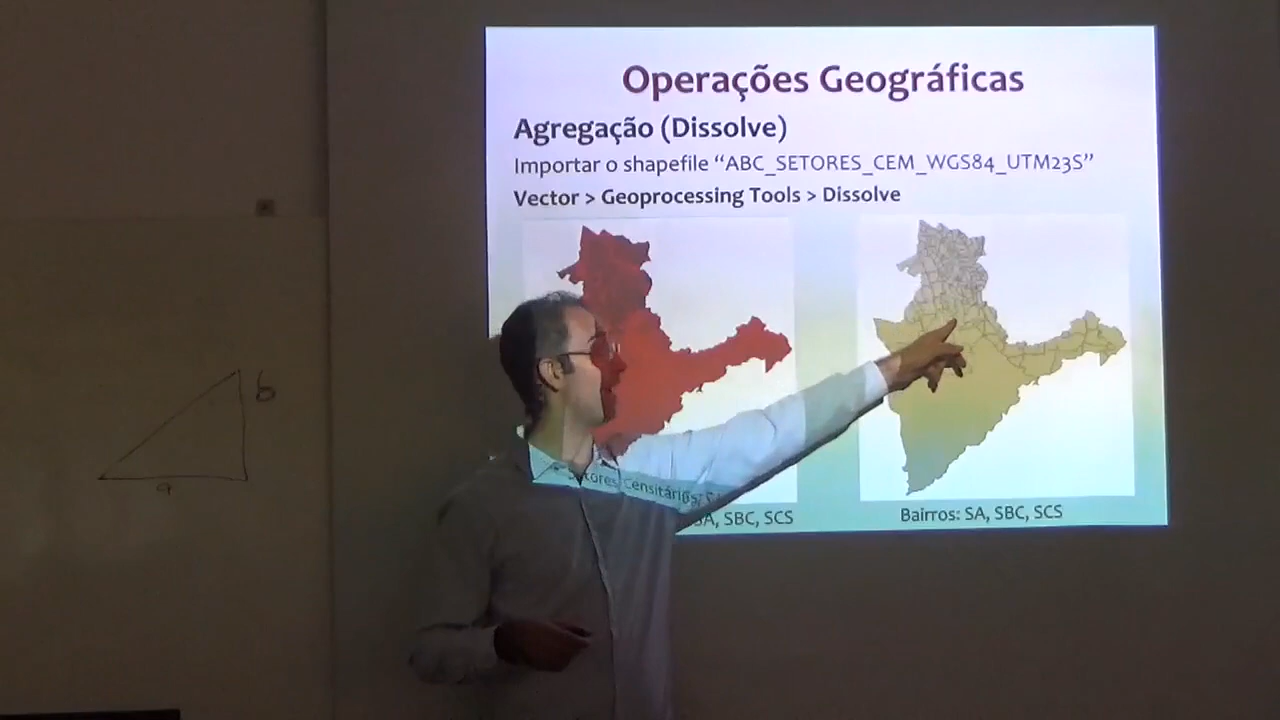 Operações Geográficas
Agregação (Dissolve)
Importar o shapefile “ABC_SETORES_CEM_WGS84_UTM23S”
Vector > Geoprocessing Tools > Dissolve
Setores Censitários: SA, SBC, SCS
Bairros: SA, SBC, SCS
b
a